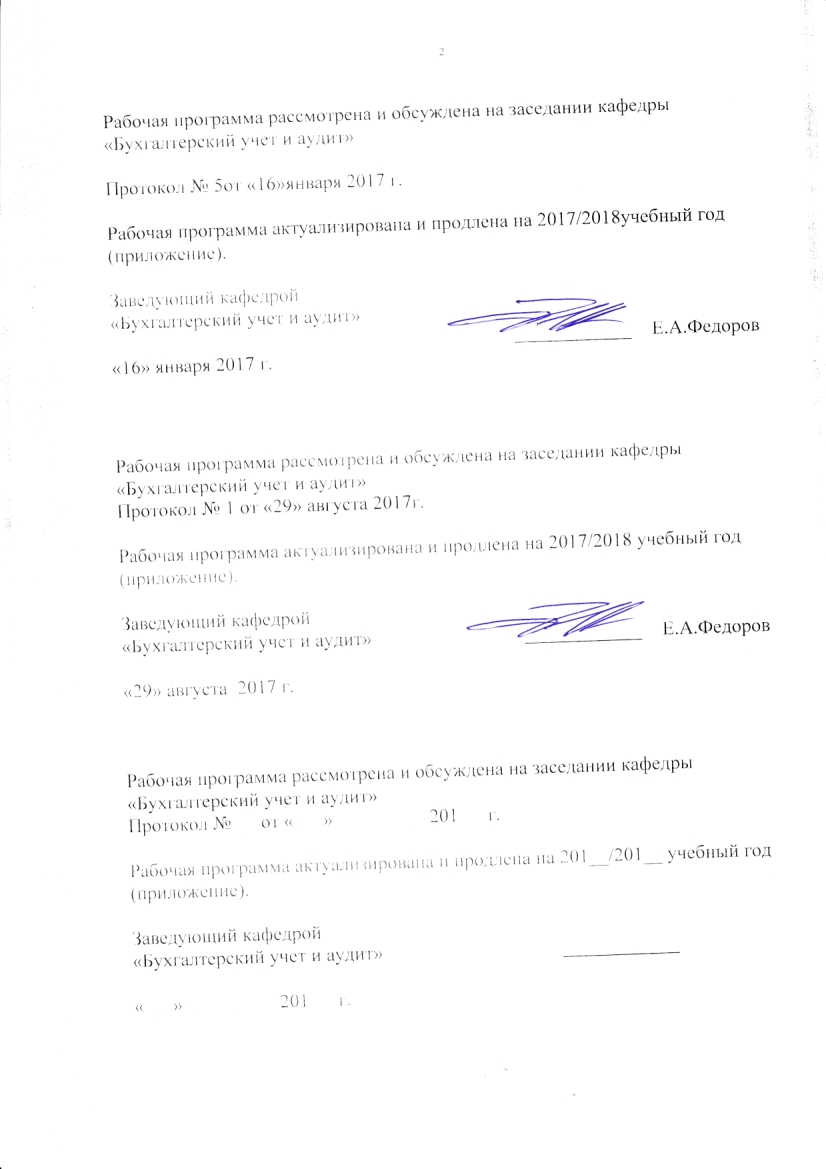 2
Рабочая программа рассмотрена и обсуждена на заседании кафедры
«Бухгалтерский учет и аудит»
Протокол № 5от «16»января 2017 г.
Рабочая программа актуализирована и продлена на 2017/2018учебный год
(приложение).
Заведующий кафедрой
«Бухгалтерский учет и аудит»
Е.А.Федоров
«16» января 2017 г.
Рабочая программа рассмотрена и обсуждена на заседании кафедры
«Бухгалтерский учет и аудит»
Протокол № 1 от «29» августа 2017г.
Рабочая программа актуализирована и продлена на 2017/2018 учебный год
(приложение).
Заведующий кафедрой
«Бухгалтерский учет и аудит»
Е.А.Федоров
«29» августа 2017 г.
Рабочая программа рассмотрена и обсуждена на заседании кафедры
«Бухгалтерский учет и аудит»
Протокол № от « » 201 г.
Рабочая программа актуализирована и продлена на 201__/201__ учебный год
(приложение).
Заведующий кафедрой
«Бухгалтерский учет и аудит»
« » 201 г.